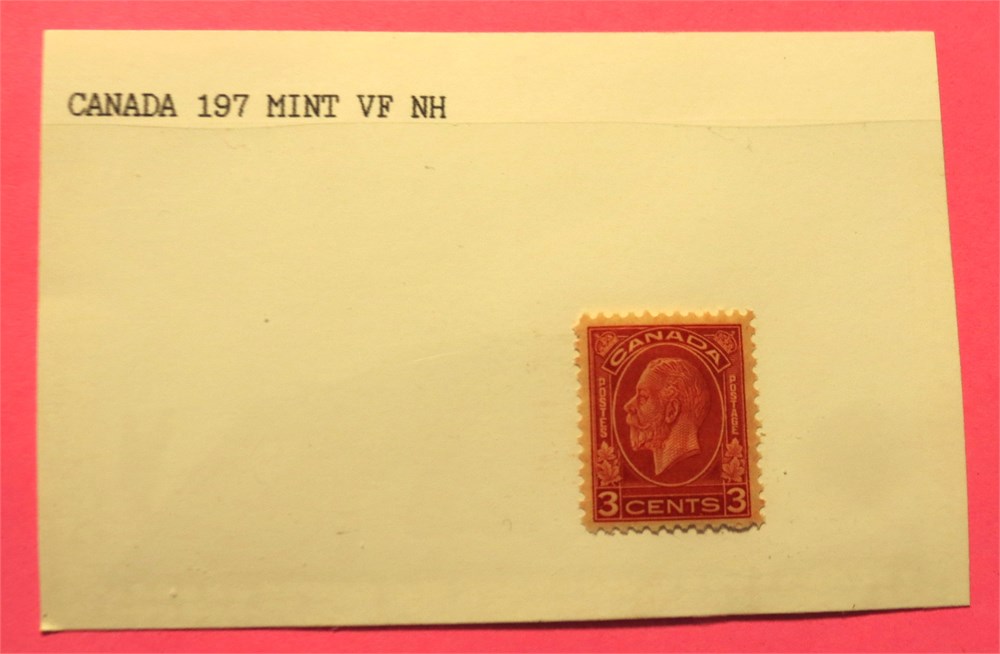 CANADA 197 MINT VF NH
CANADA
POSTES
POSTAGE
3 CENTS 3